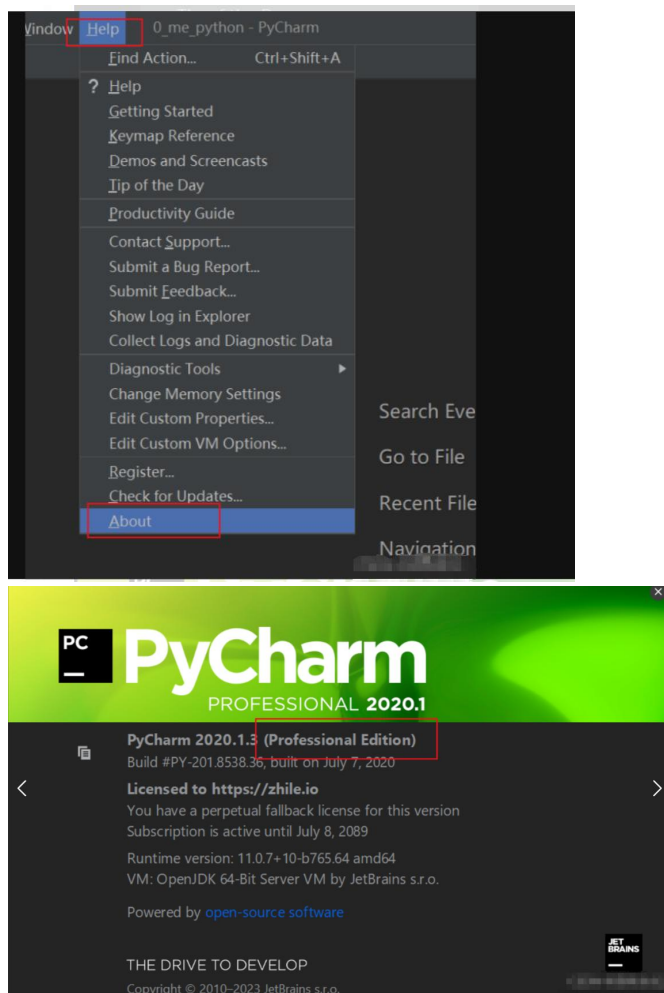 Window Help 0_me_python - PyCharm
Find Action... Ctrl+Shift+A
? Help
Getting Started
Keymap Reference
Demos and Screencasts
Tip of the Day
Productivity Guide
Contact Support...
Submit a Bug Report...
Submit Feedback...
Show Log in Explorer
Collect Logs and Diagnostic Data
Diagnostic Tools
Change Memory Settings
Edit Custom Properties...
Edit Custom VM Options...
Register...
Check for Updates...
About
Search Eve
Go to File
Recent File
Navigation
PC
PyCharm
PROFESSIONAL 2020.1
PyCharm 2020.1.3 (Professional Edition)
Build #PY-201.8538.36, built on July 7, 2020
Licensed to https://zhile.io
You have a perpetual fallback license for this version
Subscription is active until July 8, 2089
Runtime version: 11.0.7+10-b765.64 amd64
VM: OpenJDK 64-Bit Server VM by JetBrains s.r.o.
Powered by open-source software
JET
BRAINS
THE DRIVE TO DEVELOP
Copyright © 2010–2023 JetBrains s.r.o.